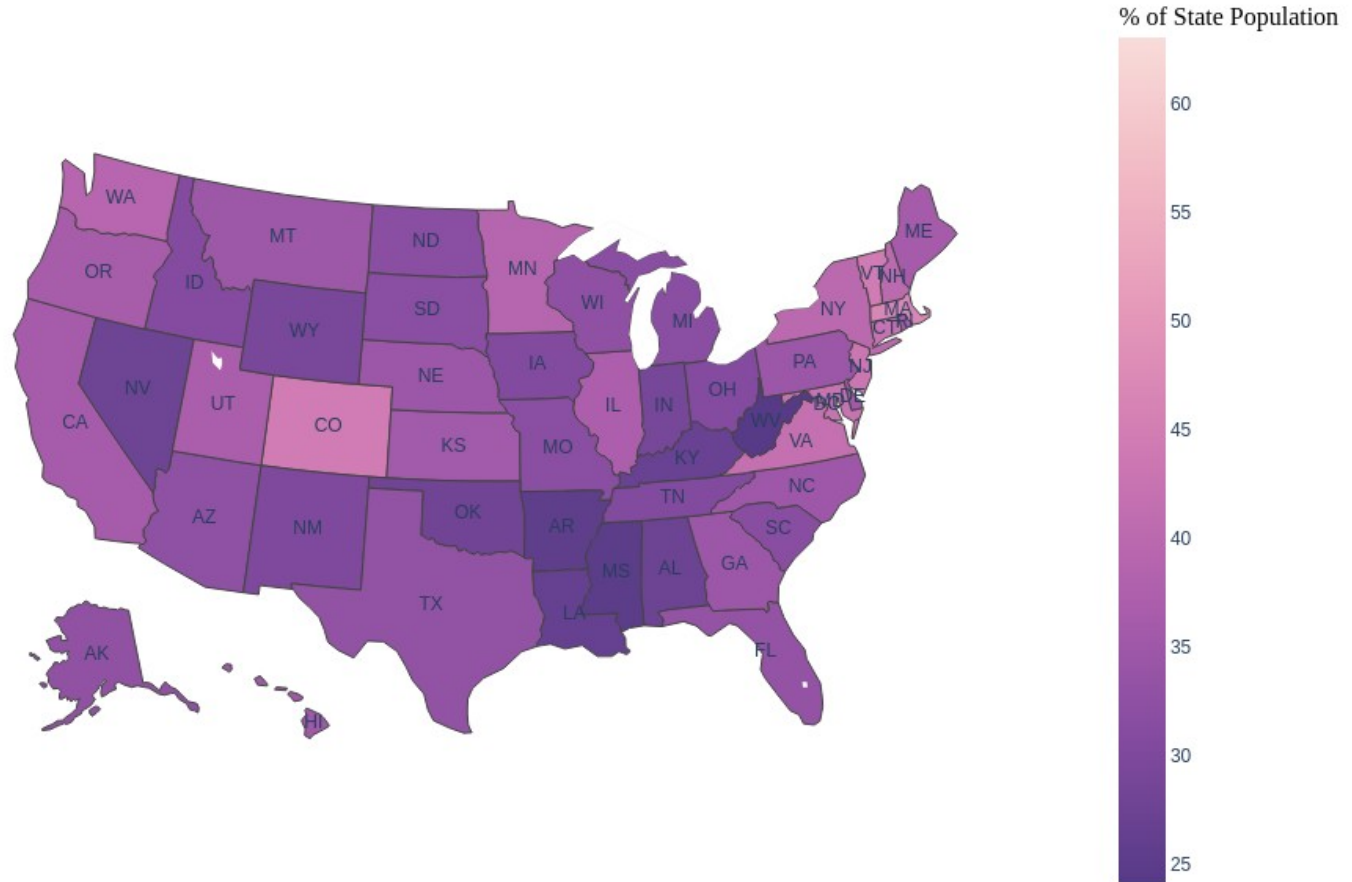 % of State Population
60
55
50
45
40
35
30
25
WA
MT
ND
MN
ME
OR
ID
SD
WI
VT
NH
WY
MI
NY
MA
CT
RI
NV
UT
CO
NE
IA
IL
IN
OH
PA
NJ
CA
KS
MO
KY
WV
VA
MD
DC
DE
AZ
NM
OK
AR
TN
NC
SC
TX
LA
MS
AL
GA
FL
AK
HI